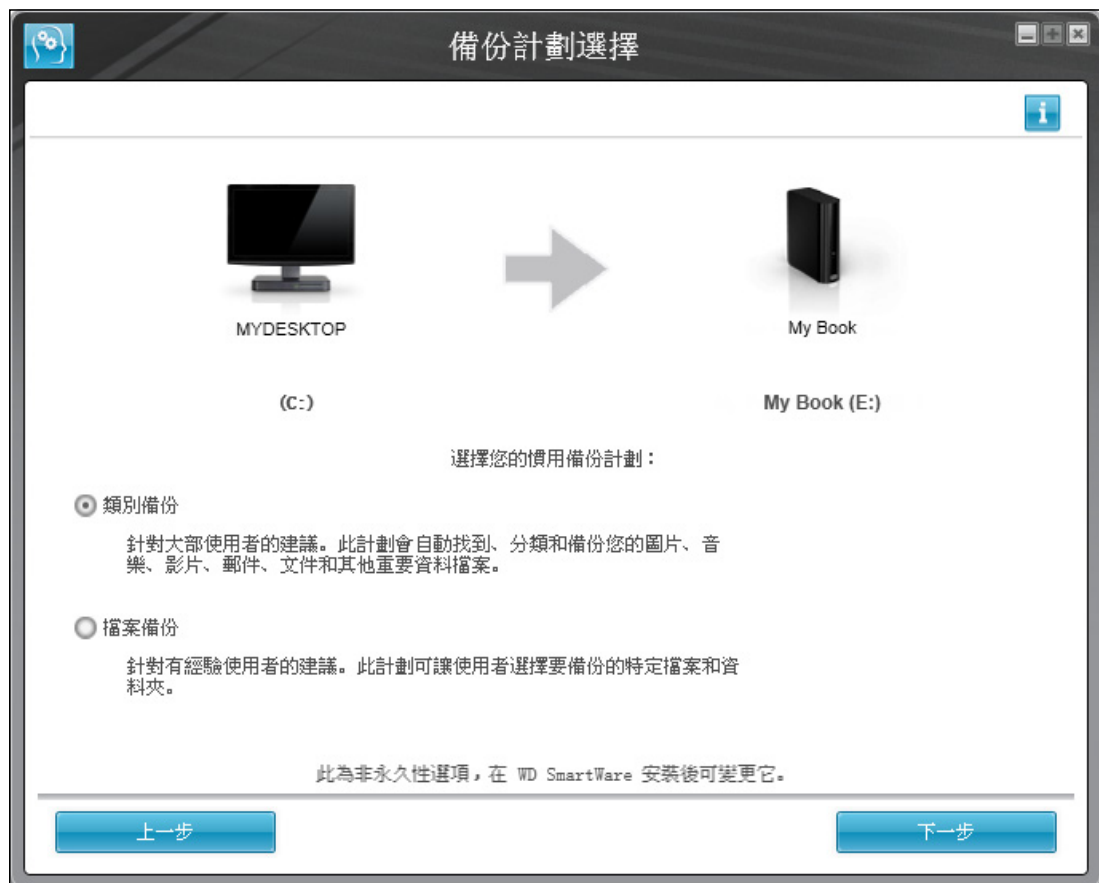 備份計劃選擇
MYDESKTOP
My Book
(C:)
My Book (E:)
選擇您的慣用備份計劃：
類別備份
針對大部使用者的建議。此計劃會自動找到、分類和備份您的圖片、音
樂、影片、郵件、文件和其他重要資料檔案。
檔案備份
針對有經驗使用者的建議。此計劃可讓使用者選擇要備份的特定檔案和資
料夾。
此為非永久性選項，在 WD SmartWare 安裝後可變更它。
上一步
下一步